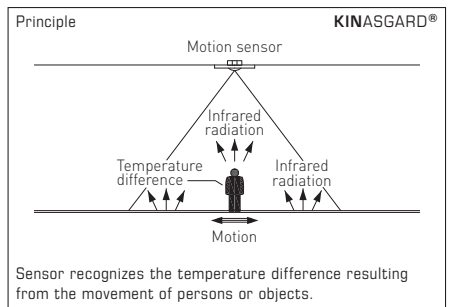 Principle KINASGARD®
Motion sensor
Infrared
radiation
Temperature
difference
Infrared
radiation
Motion
Sensor recognizes the temperature difference resulting
from the movement of persons or objects.